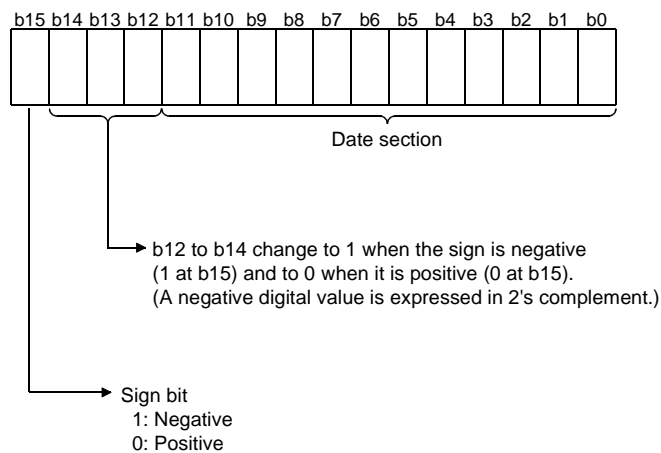 b15 b14 b13 b12 b11 b10 b9 b8 b7 b6 b5 b4 b3 b2 b1 b0
Date section
b12 to b14 change to 1 when the sign is negative
(1 at b15) and to 0 when it is positive (0 at b15).
(A negative digital value is expressed in 2's complement.)
Sign bit
1: Negative
0: Positive